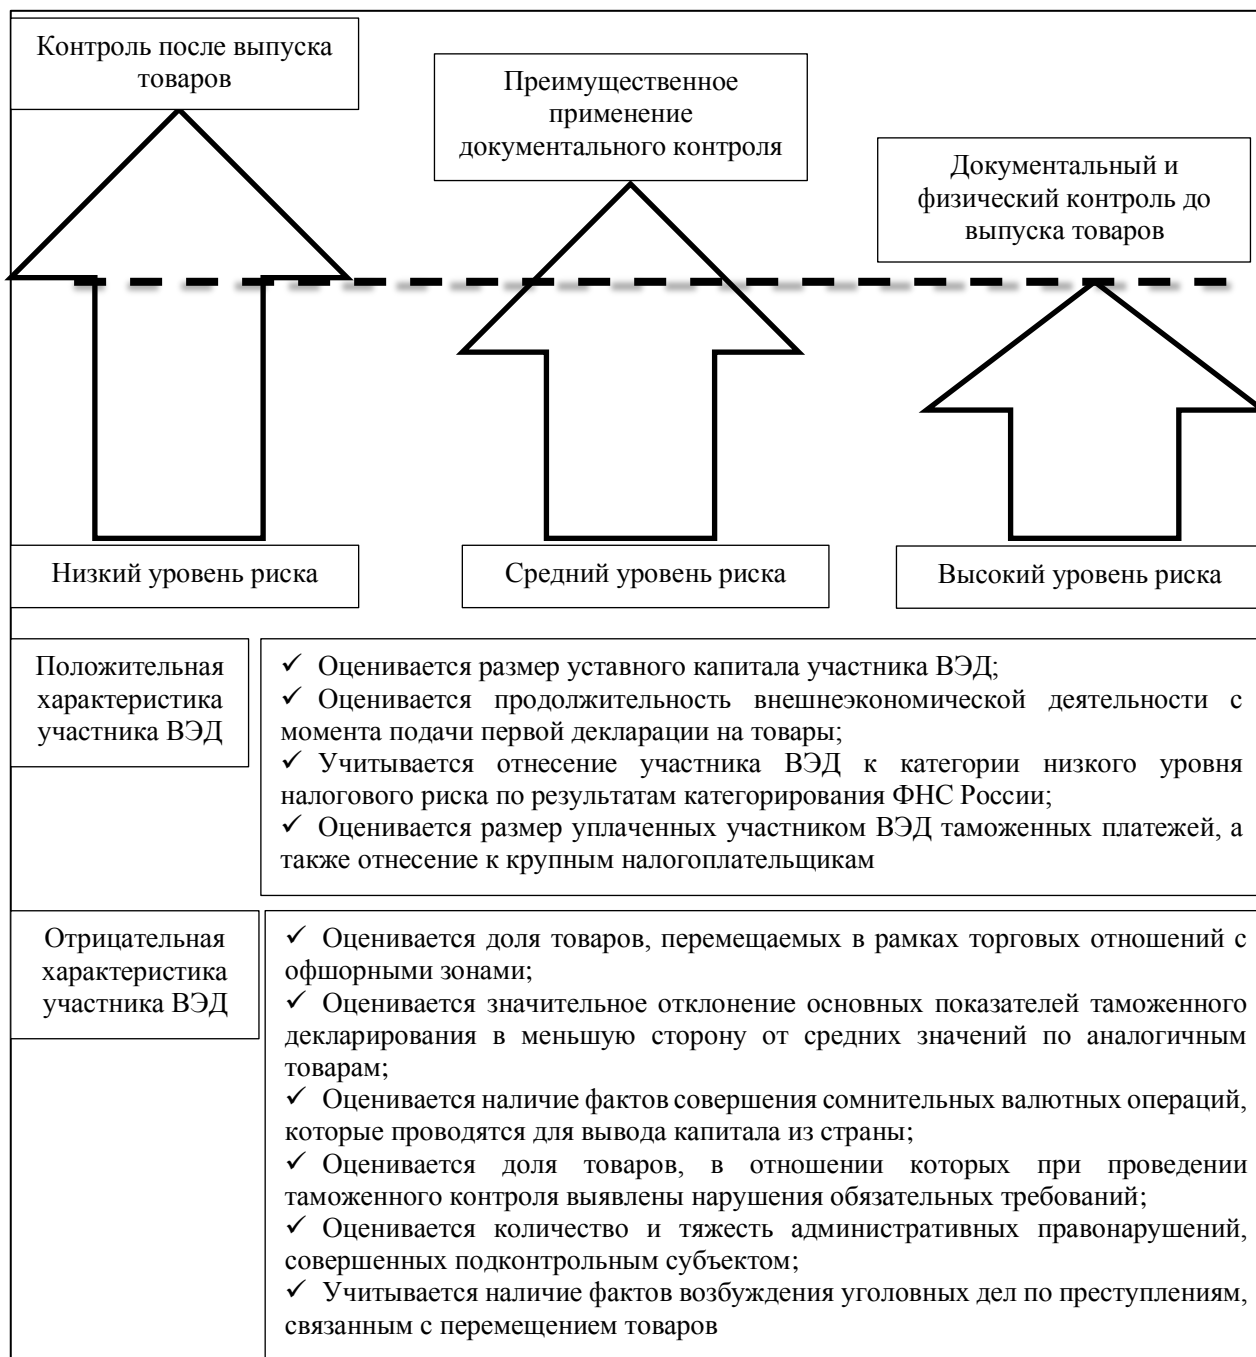 Контроль после выпуска
товаров
Преимущественное
применение
документального контроля
Документальный и
физический контроль до
выпуска товаров
Низкий уровень риска
Средний уровень риска
Высокий уровень риска
Положительная
характеристика
участника ВЭД
✓ Оценивается размер уставного капитала участника ВЭД;
✓ Оценивается продолжительность внешнеэкономической деятельности с
момента подачи первой декларации на товары;
✓ Учитывается отнесение участника ВЭД к категории низкого уровня
налогового риска по результатам категорирования ФНС России;
✓ Оценивается размер уплаченных участником ВЭД таможенных платежей, а
также отнесение к крупным налогоплательщикам
Отрицательная
характеристика
участника ВЭД
✓ Оценивается доля товаров, перемещаемых в рамках торговых отношений с
офшорными зонами;
✓ Оценивается значительное отклонение основных показателей таможенного
декларирования в меньшую сторону от средних значений по аналогичным
товарам;
✓ Оценивается наличие фактов совершения сомнительных валютных операций,
которые проводятся для вывода капитала из страны;
✓ Оценивается доля товаров, в отношении которых при проведении
таможенного контроля выявлены нарушения обязательных требований;
✓ Оценивается количество и тяжесть административных правонарушений,
совершенных подконтрольным субъектом;
✓ Учитывается наличие фактов возбуждения уголовных дел по преступлениям,
связанным с перемещением товаров